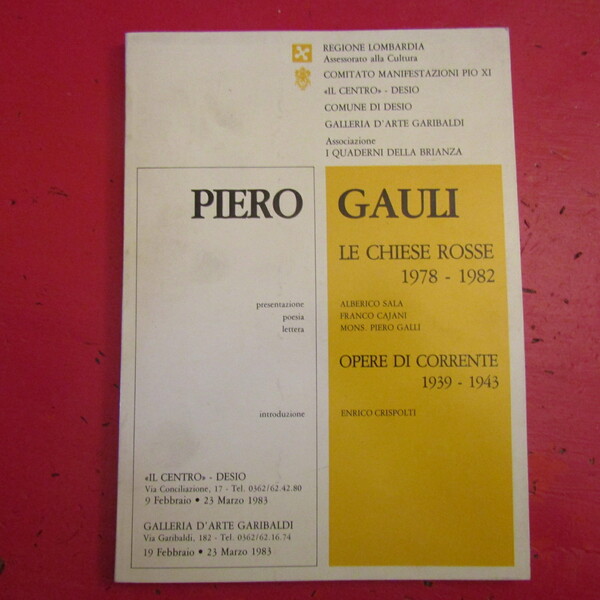 REGIONE LOMBARDIA
Assessorato alla Cultura
COMITATO MANIFESTAZIONI PIO XI
«IL CENTRO» - DESIO
COMUNE DI DESIO
GALLERIA D'ARTE GARIBALDI
Associazione
I QUADERNI DELLA BRIANZA
PIERO GAULI
LE CHIESE ROSSE
1978 - 1982
presentazione ALBERICO SALA
poesia FRANCO CAJANI
lettera MONS. PIERO GALLI
OPERE DI CORRENTE
1939 - 1943
introduzione ENRICO CRISPOLTI
«IL CENTRO» - DESIO
Via Conciliazione, 17 - Tel. 0362/62.42.80
9 Febbraio • 23 Marzo 1983
GALLERIA D'ARTE GARIBALDI
Via Garibaldi, 182 - Tel. 0362/62.16.74
19 Febbraio • 23 Marzo 1983